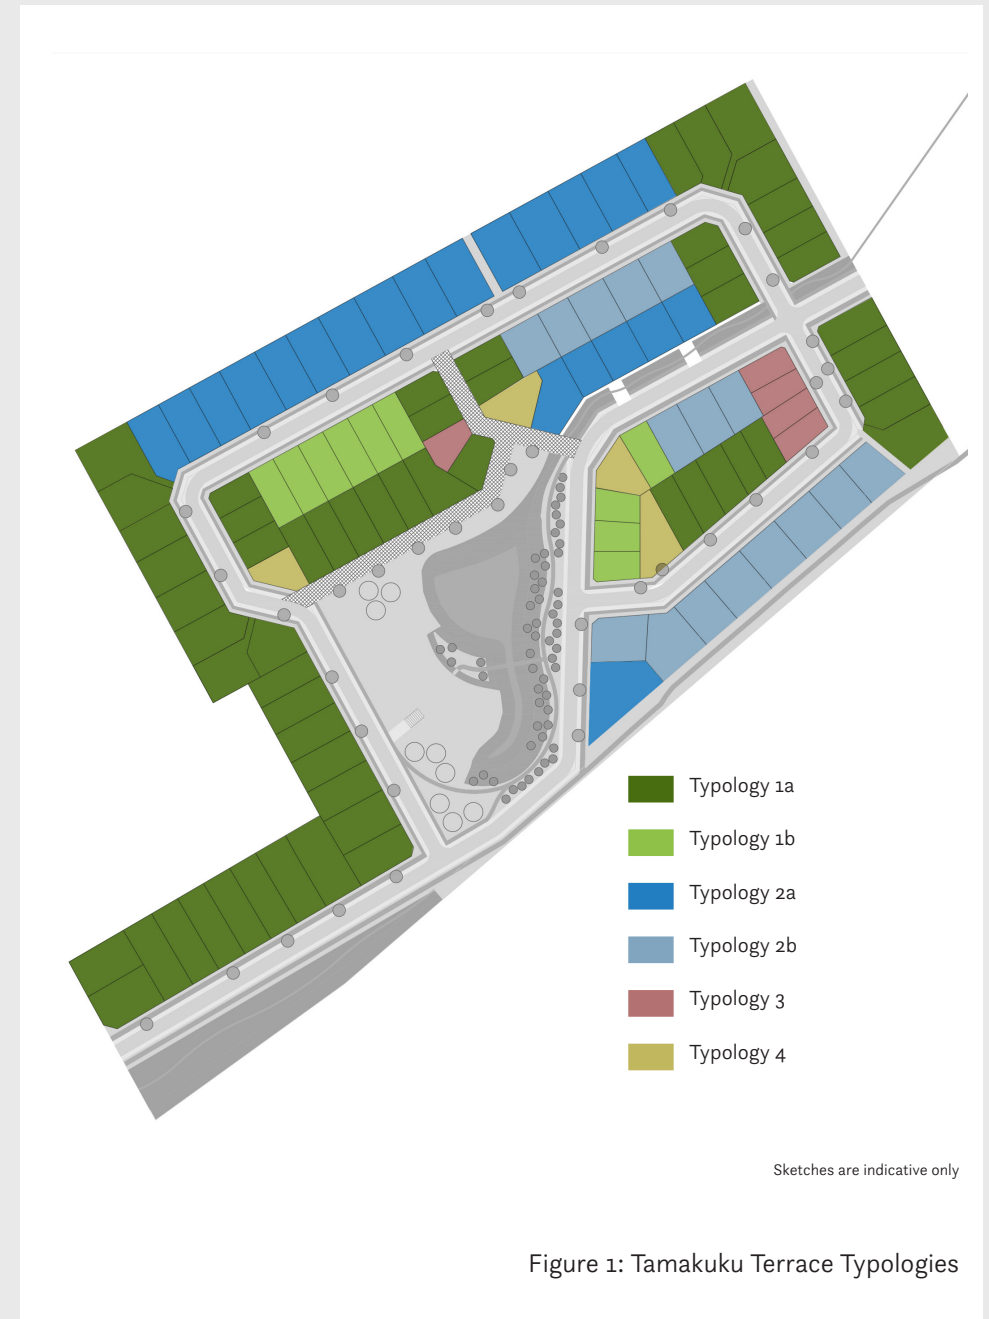 Typology 1a
Typology 1b
Typology 2a
Typology 2b
Typology 3
Typology 4
Sketches are indicative only
Figure 1: Tamakuku Terrace Typologies